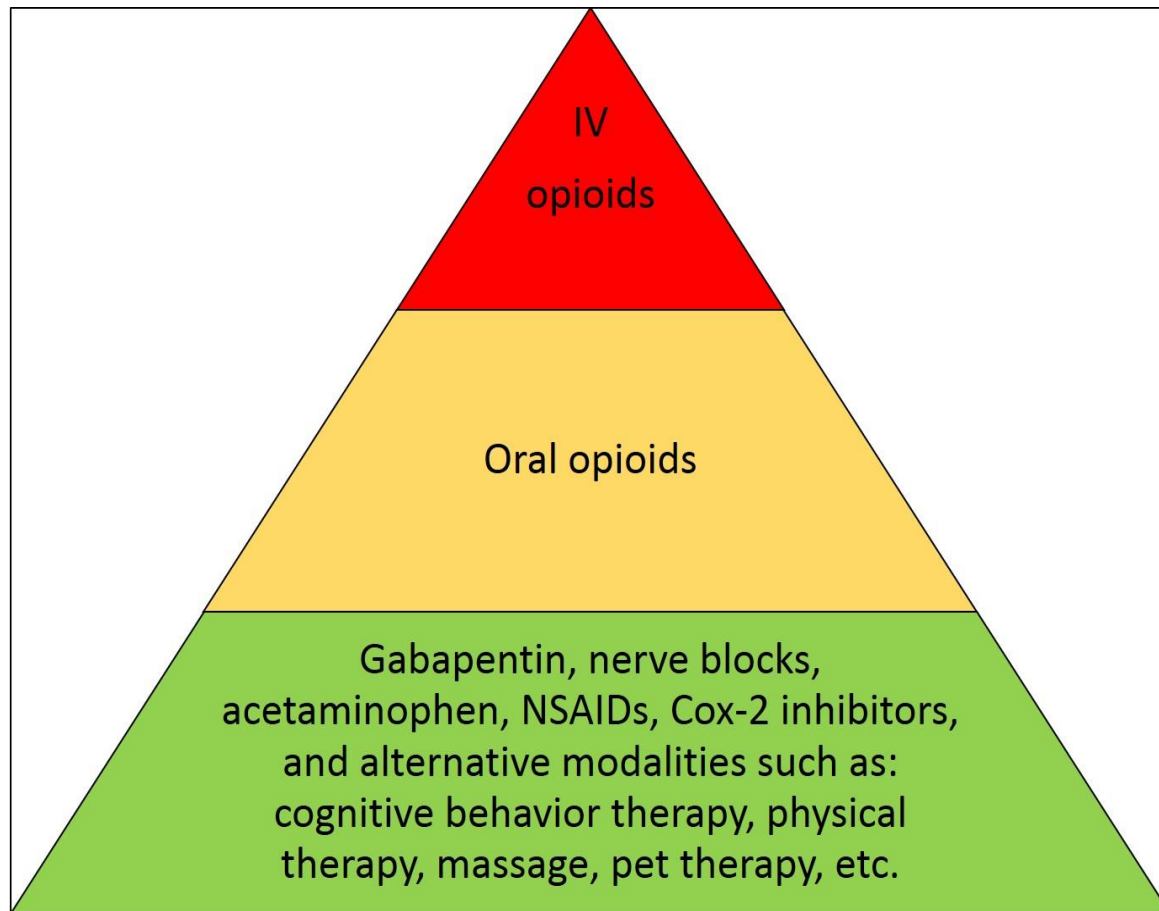 IV
opioids
Oral opioids
Gabapentin, nerve blocks,
acetaminophen, NSAIDs, Cox-2 inhibitors,
and alternative modalities such as:
cognitive behavior therapy, physical
therapy, massage, pet therapy, etc.